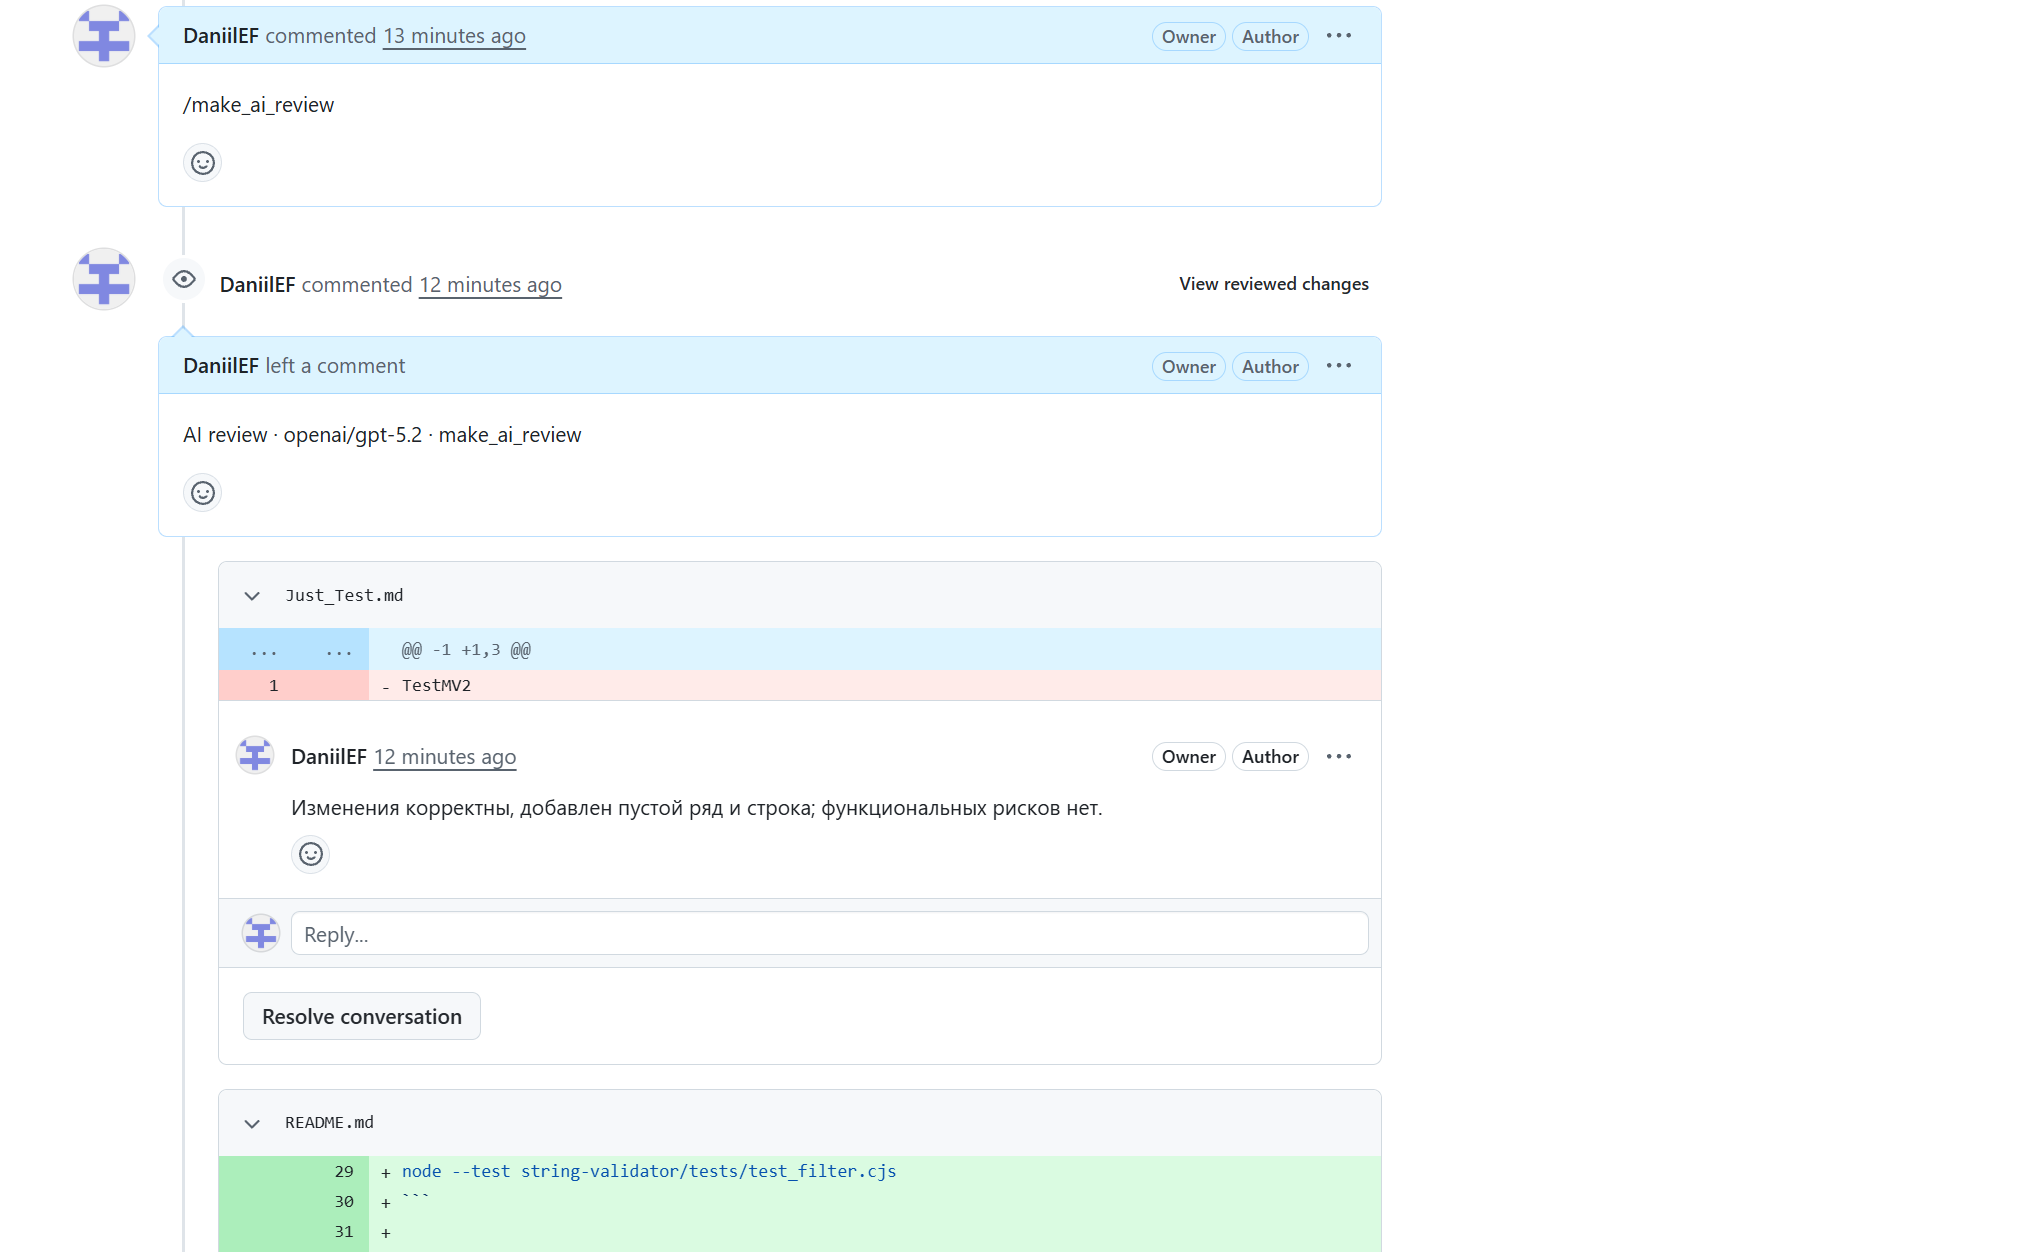 DaniilEF commented 13 minutes ago Owner Author ...
/make_ai_review
DaniilEF commented 12 minutes ago View reviewed changes
DaniilEF left a comment Owner Author ...
AI review · openai/gpt-5.2 · make_ai_review
Just_Test.md
... ... @@ -1 +1,3 @@
1 - TestMV2
DaniilEF 12 minutes ago Owner Author ...
Изменения корректны, добавлен пустой ряд и строка; функциональных рисков нет.
Reply...
Resolve conversation
README.md
29 + node --test string-validator/tests/test_filter.cjs
30 + ```
31 +